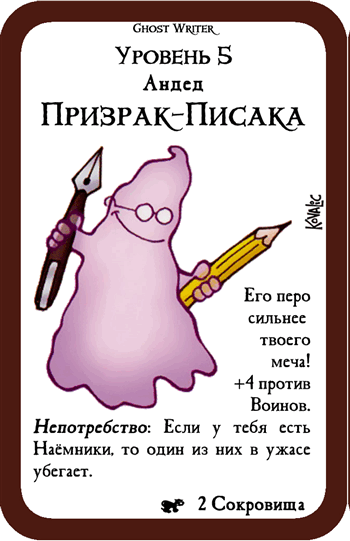 Ghost Writer
Уровень 5
Андед
Призрак-Писака
Kovalic
Его перо
сильнее
твоего
меча!
+4 против
Воинов.
Непотребство: Если у тебя есть
Наёмники, то один из них в ужасе
убегает.
2 Сокровища